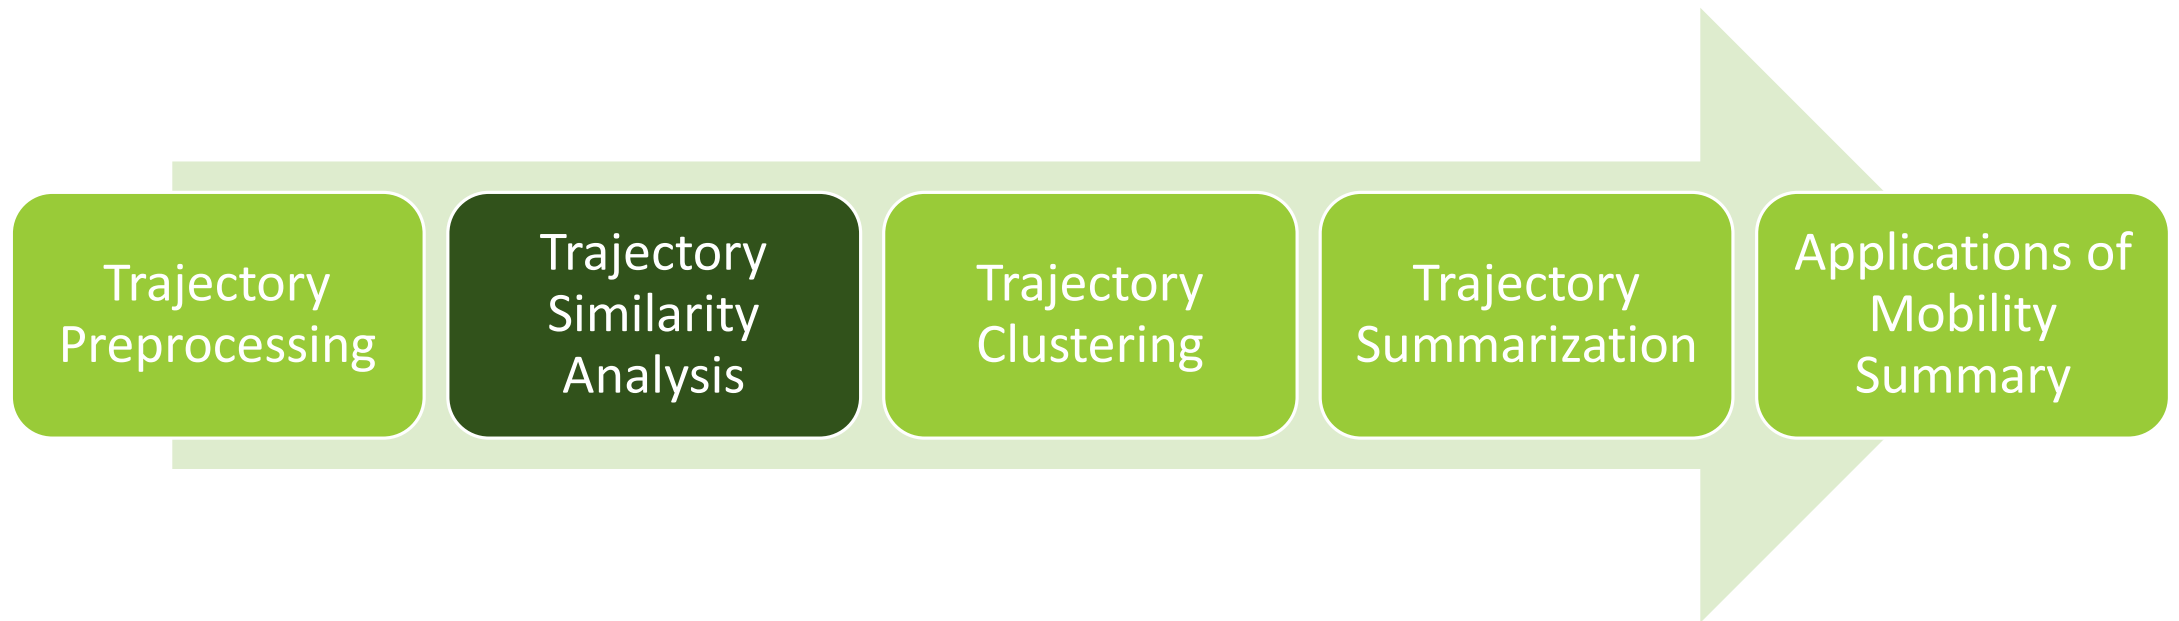 Trajectory
Preprocessing
Trajectory
Similarity
Analysis
Trajectory
Clustering
Trajectory
Summarization
Applications of
Mobility
Summary